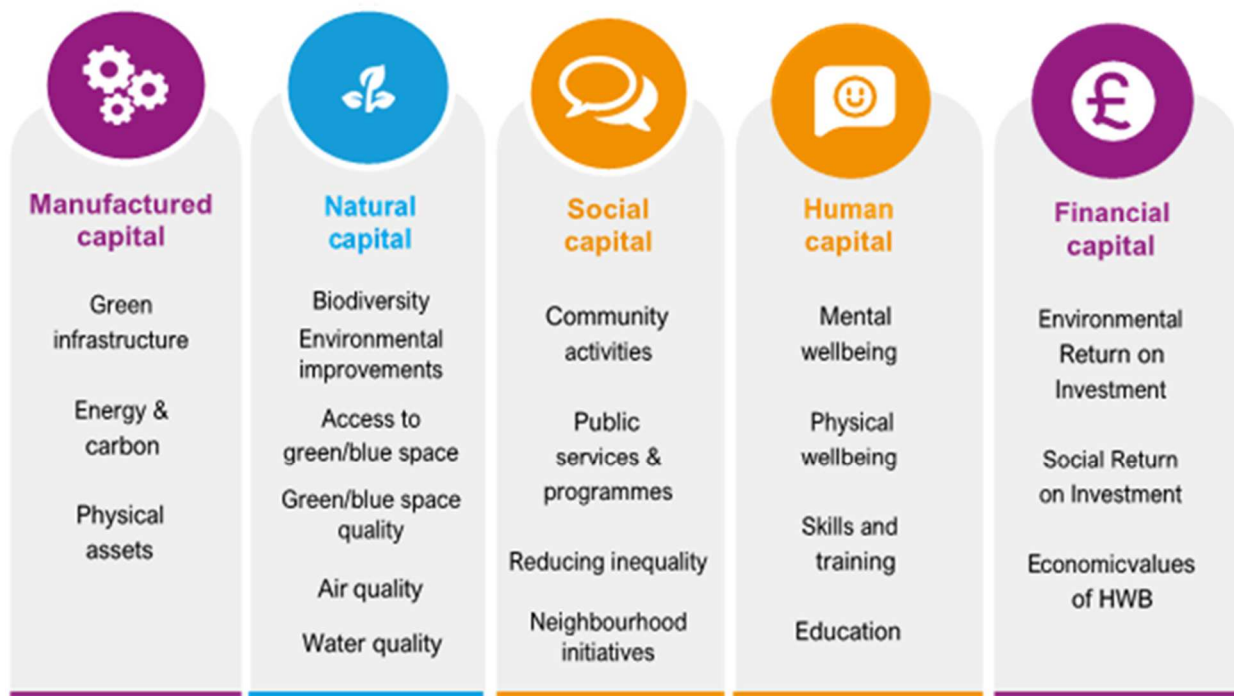 Manufactured
capital
Green
infrastructure
Energy &
carbon
Physical
assets
Natural
capital
Biodiversity
Environmental
improvements
Access to
green/blue space
Green/blue space
quality
Air quality
Water quality
Social
capital
Community
activities
Public
services &
programmes
Reducing inequality
Neighbourhood
initiatives
Human
capital
Mental
wellbeing
Physical
wellbeing
Skills and
training
Education
£
Financial
capital
Environmental
Return on
Investment
Social Return
on Investment
Economicvalues
of HWB